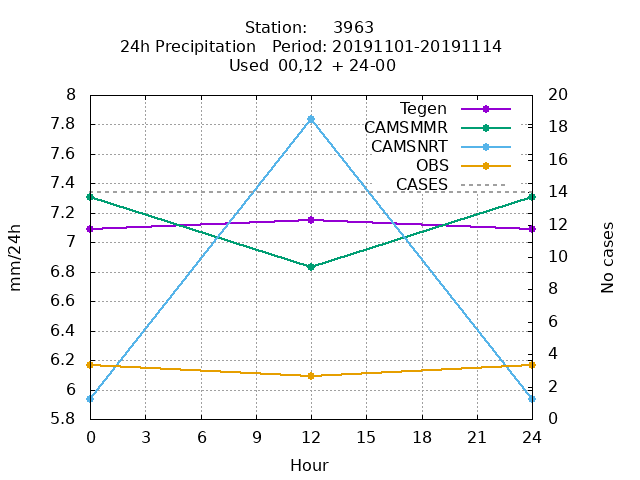 Station: 3963
24h Precipitation Period: 20191101-20191114
Used 00,12 + 24-00
8
7.8
7.6
7.4
7.2
7
6.8
6.6
6.4
6.2
6
5.8
20
18
16
14
12
10
8
6
4
2
0
Tegen
CAMSMMR
CAMSNRT
OBS
CASES
mm/24h
No cases
0 3 6 9 12 15 18 21 24
Hour